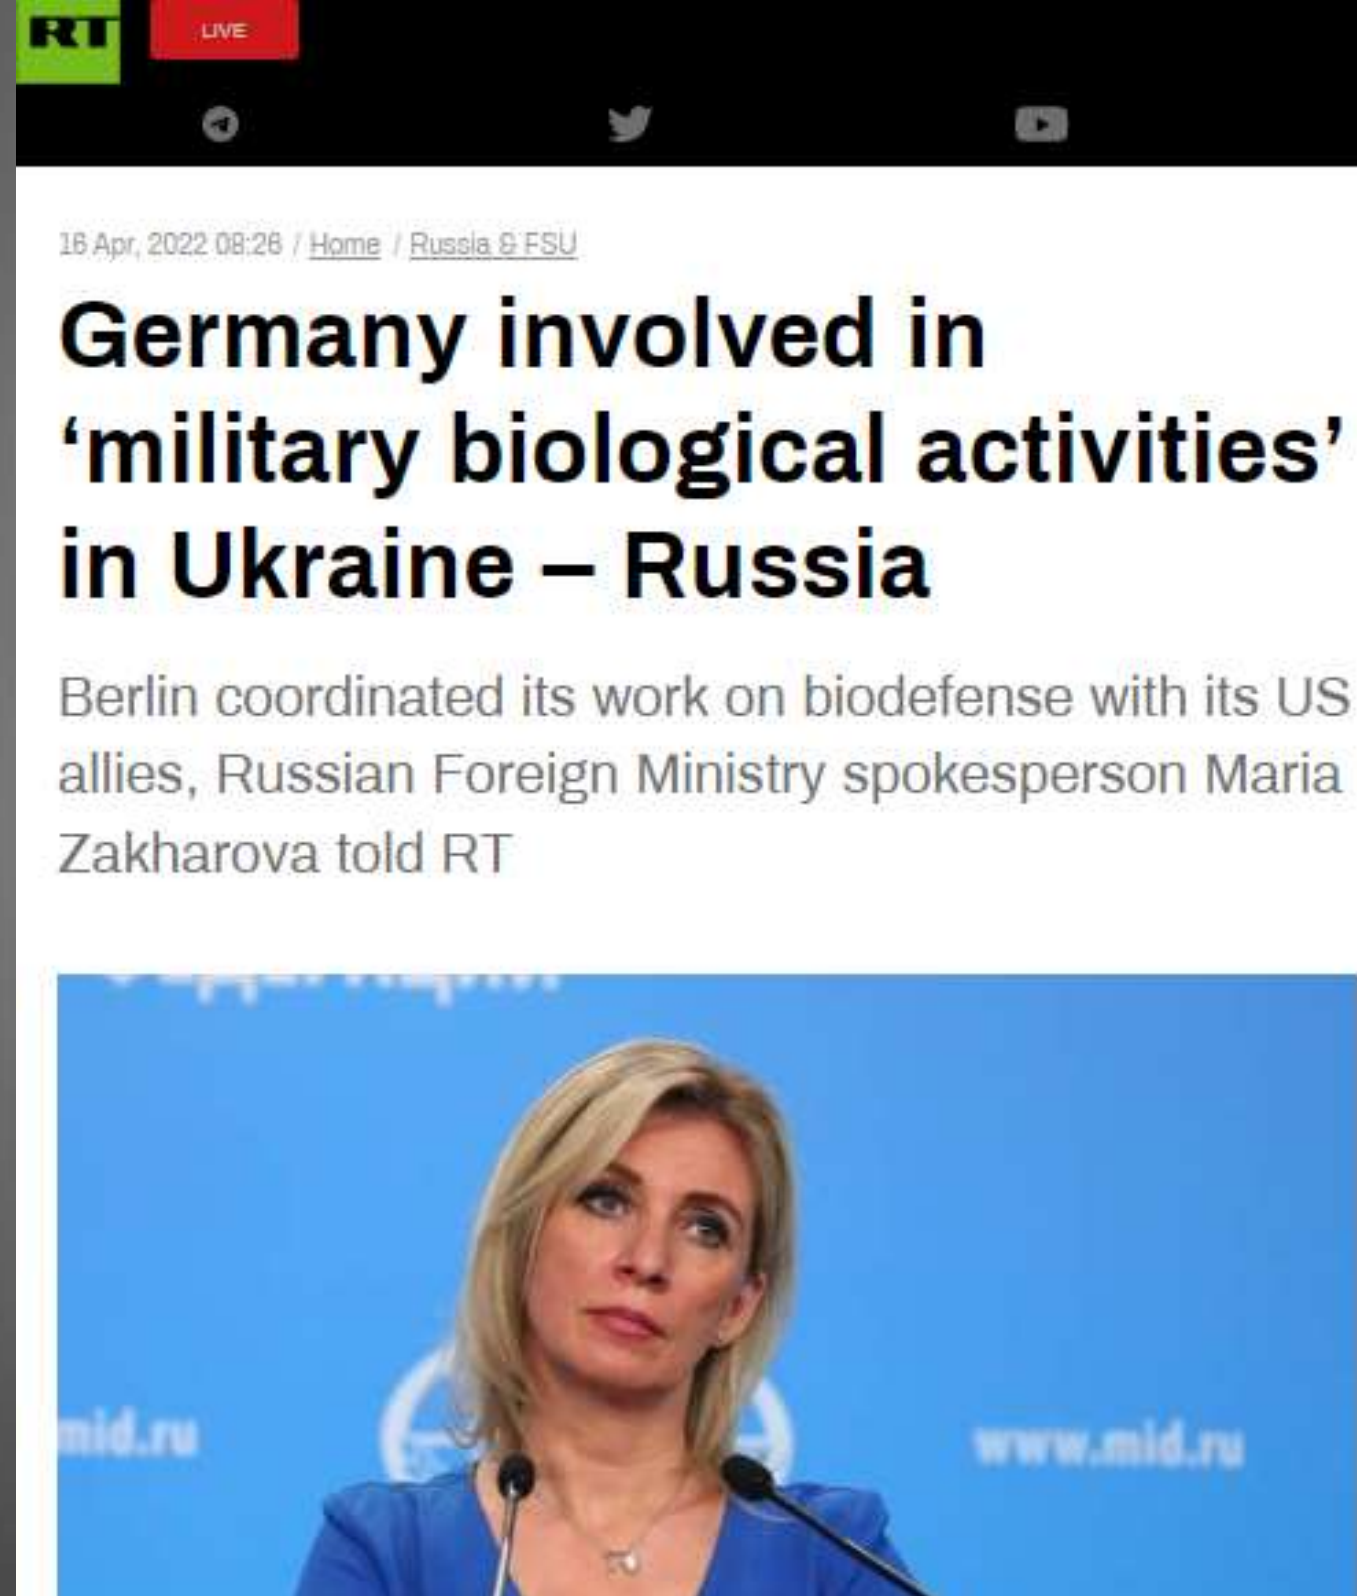 RT
LIVE
16 Apr, 2022 08:26 / Home / Russia & FSU
Germany involved in
‘military biological activities’
in Ukraine – Russia
Berlin coordinated its work on biodefense with its US
allies, Russian Foreign Ministry spokesperson Maria
Zakharova told RT
mid.ru
www.mid.ru